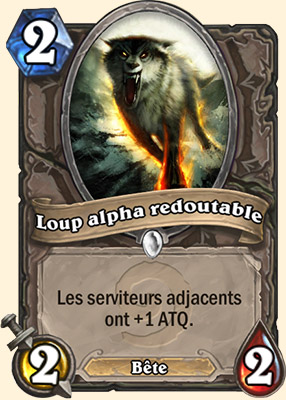 2
Loup alpha redoutable
Les serviteurs adjacents
ont +1 ATQ.
2
Bête
2